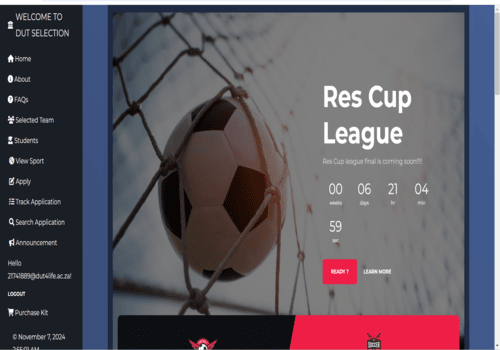 WELCOME TO
DUT SELECTION
Home
About
FAQs
Selected Team
Students
View Sport
Apply
Track Application
Search Application
Announcement
Hello
21741889@dut4life.ac.za!
LOGOUT
Purchase Kit
© November 7, 2024
Res Cup
League
Res Cup league final is coming soon!!!!
00 06 21 04
weeks days hr min
59
sec
READY ? LEARN MORE
SOCCER